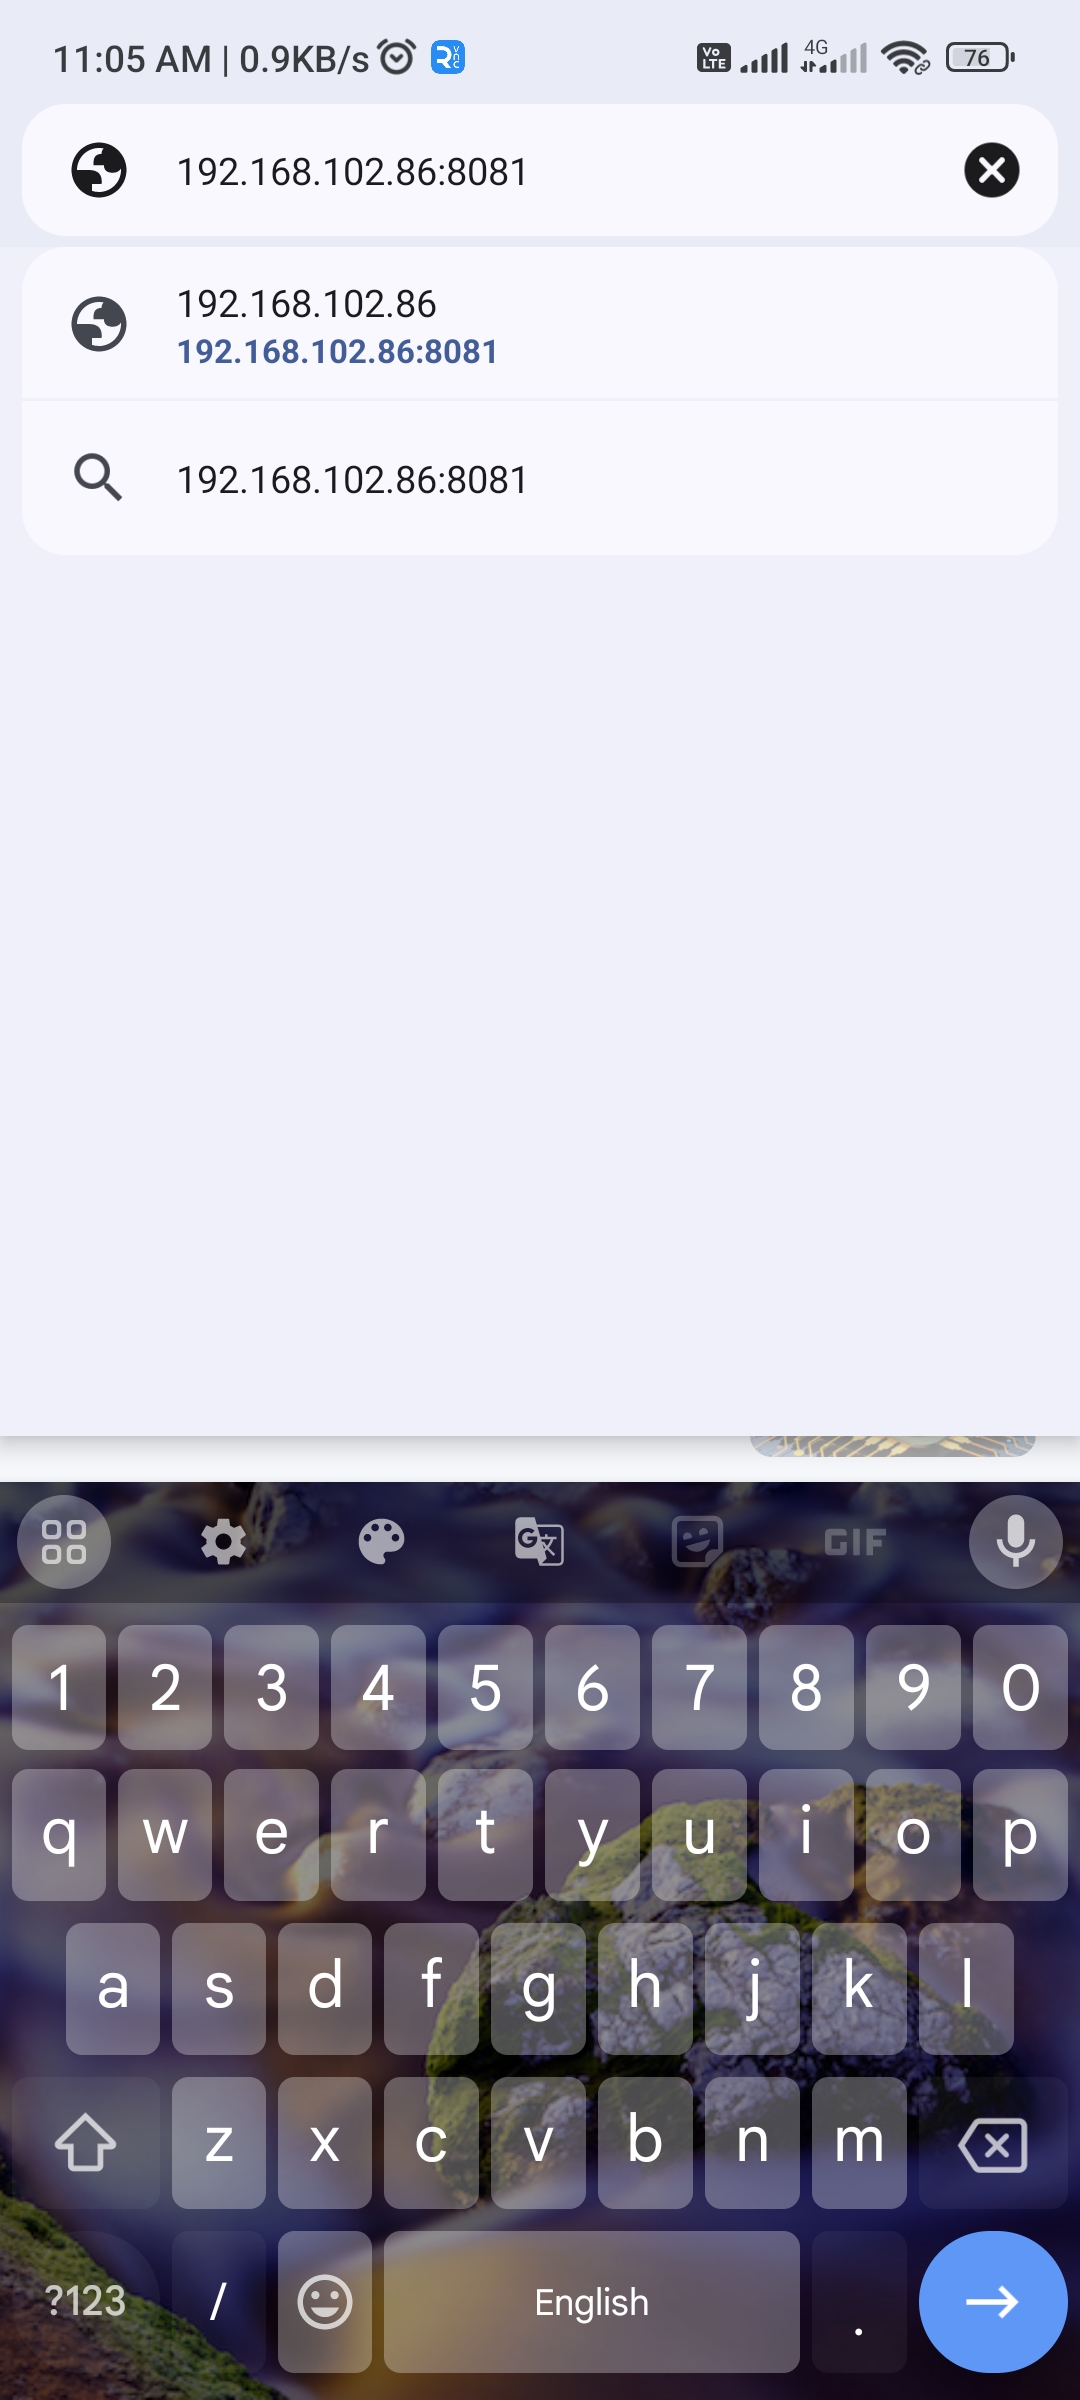 11:05 AM | 0.9KB/s VNC Vo LTE 4G 76
192.168.102.86:8081
192.168.102.86
192.168.102.86:8081
192.168.102.86:8081
G 文 GIF
1 2 3 4 5 6 7 8 9 0
q w e r t y u i o p
a s d f g h j k l
z x c v b n m
?123 / English .